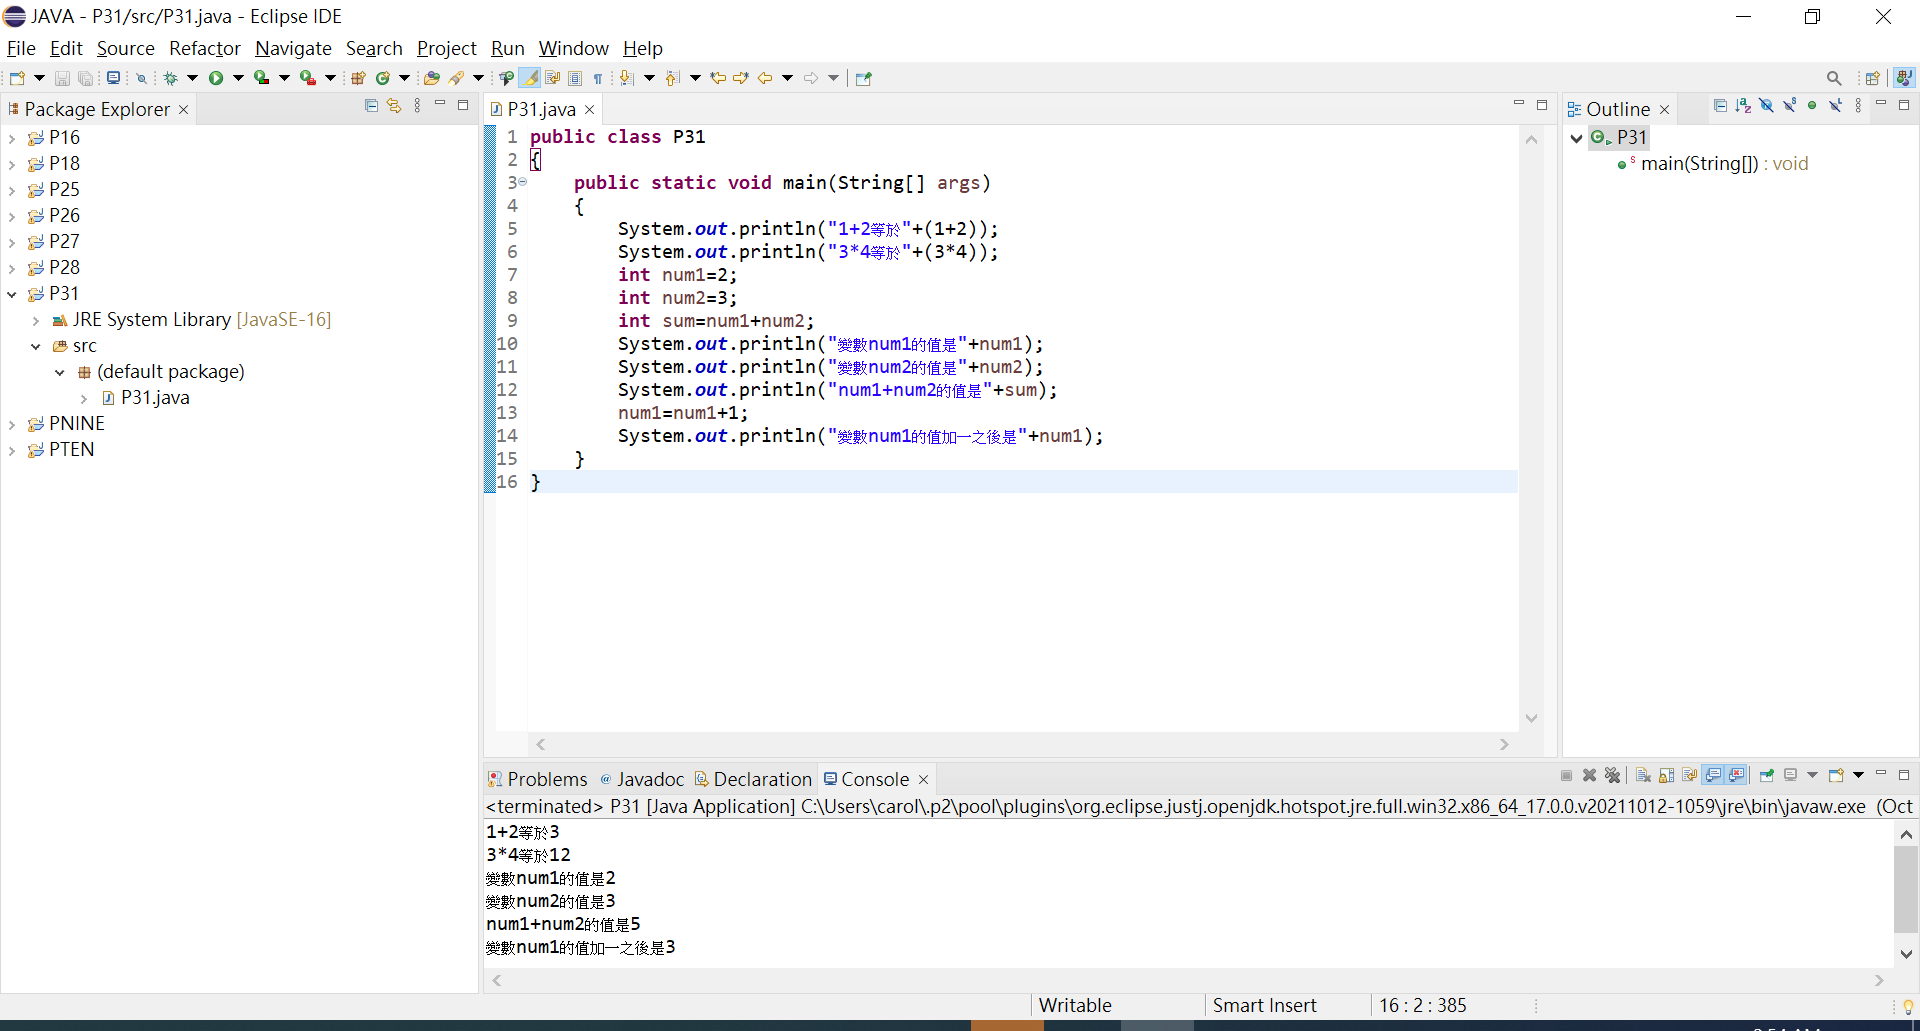 JAVA - P31/src/P31.java - Eclipse IDE
File Edit Source Refactor Navigate Search Project Run Window Help
Package Explorer
P16
P18
P25
P26
P27
P28
P31
JRE System Library [JavaSE-16]
src
(default package)
P31.java
PNINE
PTEN
P31.java
1 public class P31
2 {
3 public static void main(String[] args)
4 {
5 System.out.println("1+2等於"+(1+2));
6 System.out.println("3*4等於"+(3*4));
7 int num1=2;
8 int num2=3;
9 int sum=num1+num2;
10 System.out.println("變數num1的值是"+num1);
11 System.out.println("變數num2的值是"+num2);
12 System.out.println("num1+num2的值是"+sum);
13 num1=num1+1;
14 System.out.println("變數num1的值加一之後是"+num1);
15 }
16 }
Outline
P31
main(String[]) : void
Problems Javadoc Declaration Console
<terminated> P31 [Java Application] C:\Users\carol\.p2\pool\plugins\org.eclipse.justj.openjdk.hotspot.jre.full.win32.x86_64_17.0.0.v20211012-1059\jre\bin\javaw.exe (Oct
1+2等於3
3*4等於12
變數num1的值是2
變數num2的值是3
num1+num2的值是5
變數num1的值加一之後是3
Writable Smart Insert 16 : 2 : 385